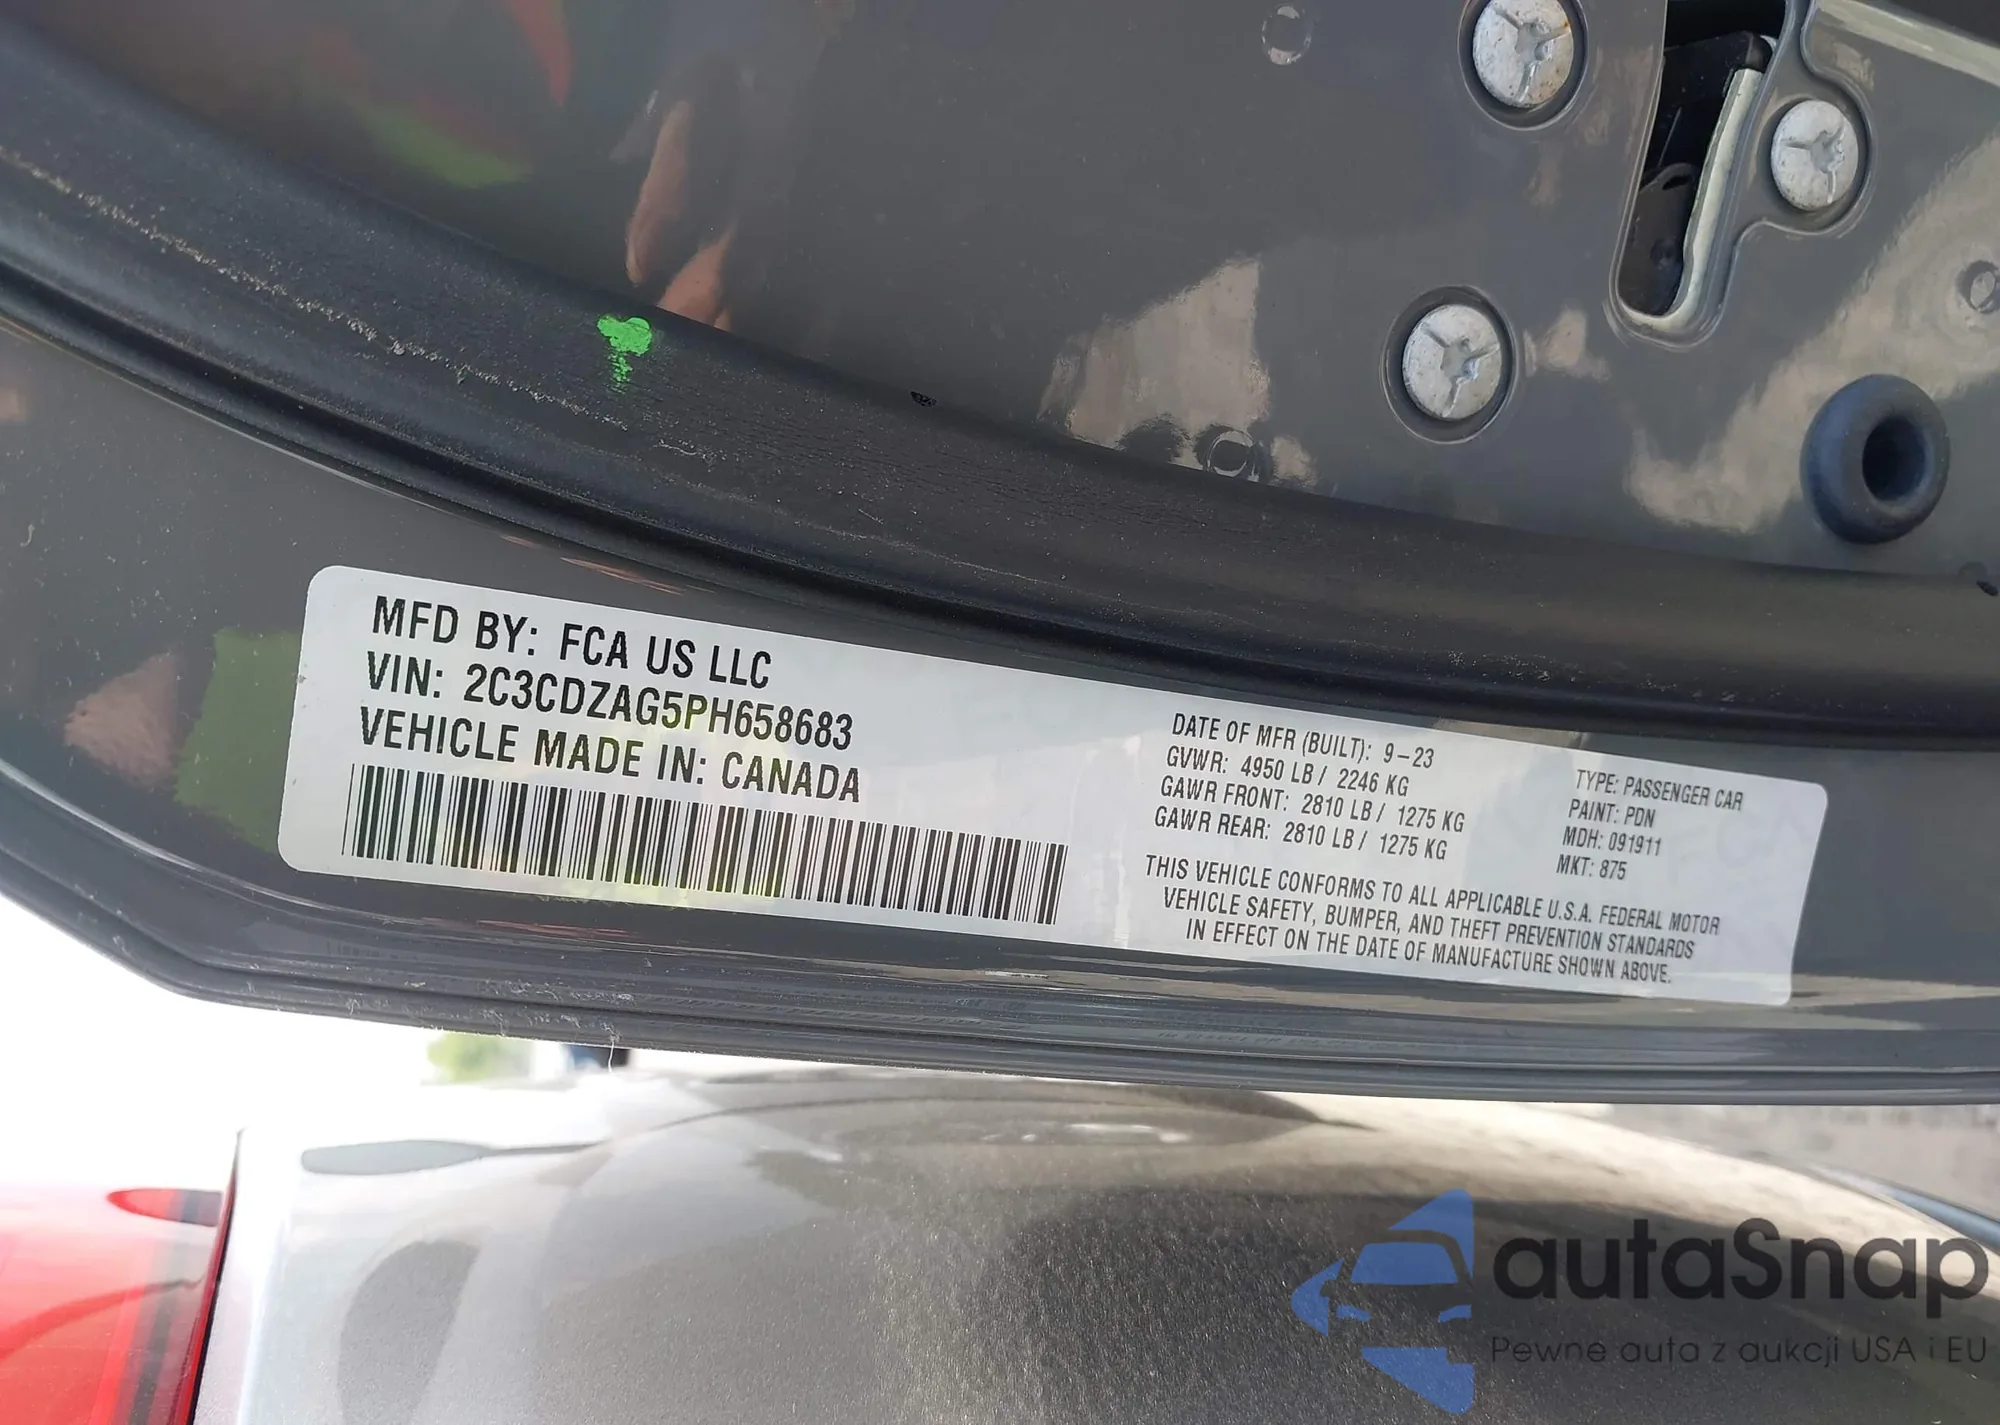 MFD BY: FCA US LLC
VIN: 2C3CDZAG5PH658683
VEHICLE MADE IN: CANADA
DATE OF MFR (BUILT): 9-23
GVWR: 4950 LB / 2246 KG
GAWR FRONT: 2810 LB / 1275 KG
GAWR REAR: 2810 LB / 1275 KG
TYPE: PASSENGER CAR
PAINT: PDN
MDH: 091911
MKT: 875
THIS VEHICLE CONFORMS TO ALL APPLICABLE U.S.A. FEDERAL MOTOR
VEHICLE SAFETY, BUMPER, AND THEFT PREVENTION STANDARDS
IN EFFECT ON THE DATE OF MANUFACTURE SHOWN ABOVE.
autaSnap
Pewne auta z aukcji USA i EU